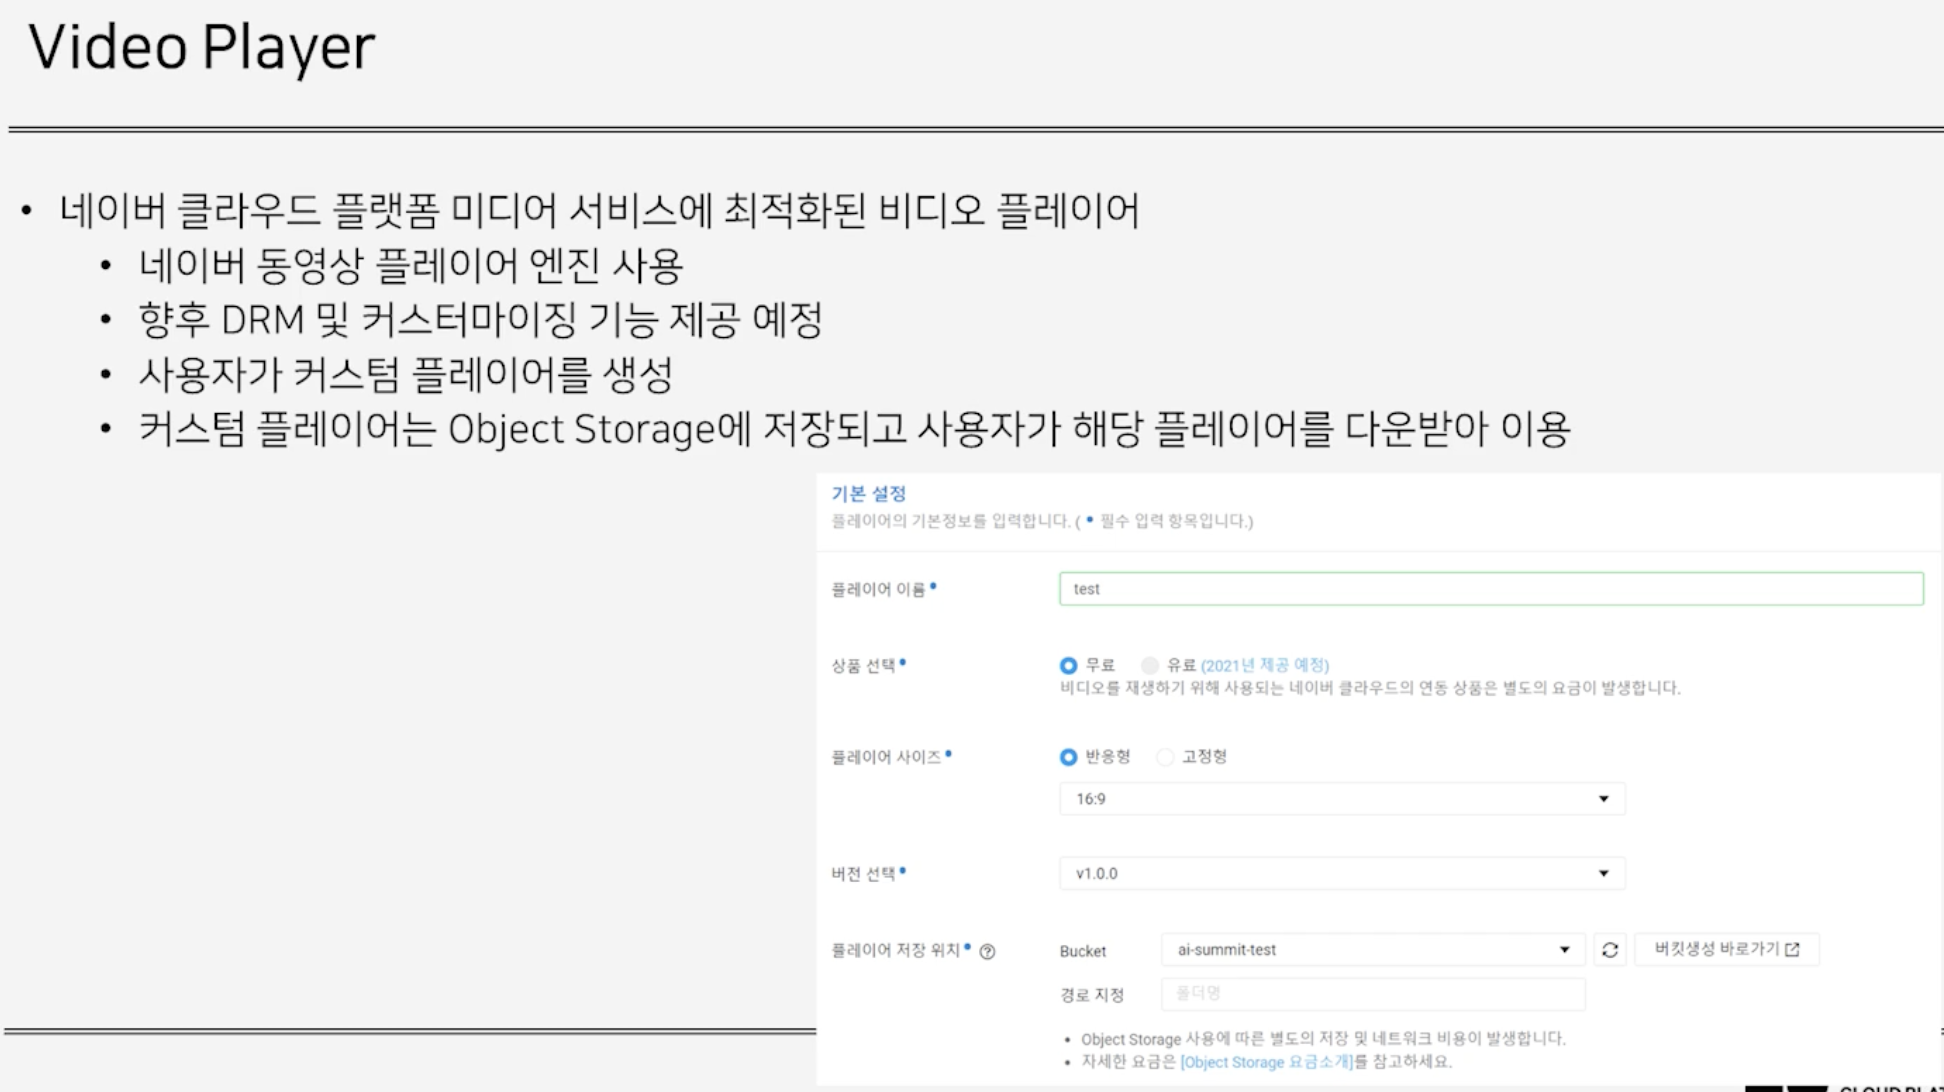 Video Player
• 네이버 클라우드 플랫폼 미디어 서비스에 최적화된 비디오 플레이어
• 네이버 동영상 플레이어 엔진 사용
• 향후 DRM 및 커스터마이징 기능 제공 예정
• 사용자가 커스텀 플레이어를 생성
• 커스텀 플레이어는 Object Storage에 저장되고 사용자가 해당 플레이어를 다운받아 이용
기본 설정
플레이어의 기본정보를 입력합니다. ( • 필수 입력 항목입니다.)
플레이어 이름 • test
상품 선택 • 무료 유료 (2021년 제공 예정)
비디오를 재생하기 위해 사용되는 네이버 클라우드의 연동 상품은 별도의 요금이 발생합니다.
플레이어 사이즈 • 반응형 고정형
16:9
버전 선택 • v1.0.0
플레이어 저장 위치 • ? Bucket ai-summit-test 버킷생성 바로가기
경로 지정 폴더명
• Object Storage 사용에 따른 별도의 저장 및 네트워크 비용이 발생합니다.
• 자세한 요금은 [Object Storage 요금소개]를 참고하세요.